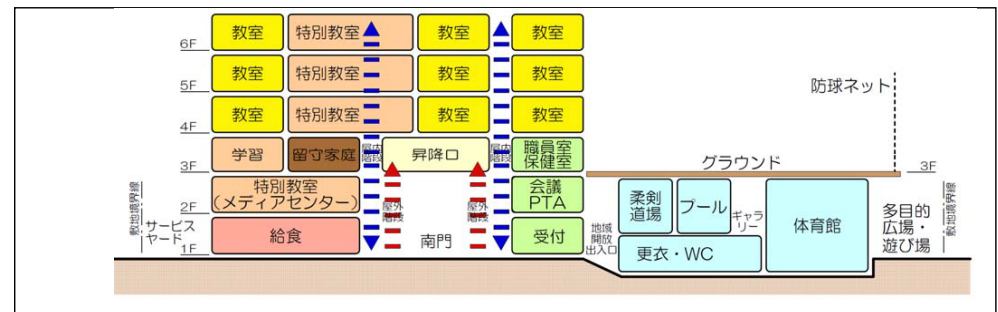 6F 教室 特別教室 教室 教室
5F 教室 特別教室 教室 教室
防球ネット
4F 教室 特別教室 教室 教室
3F 学習 留守家庭 屋内階段 昇降口 屋内階段 職員室 保健室
グラウンド 3F
2F 特別教室
(メディアセンター)
屋外階段 屋外階段
会議
PTA
柔剣
道場
プール
ギャラリー
体育館
多目的
広場・
遊び場
敷地境界線
敷地境界線
サービス
ヤード
1F 給食 南門 受付
地域
開放
出入口
更衣・WC